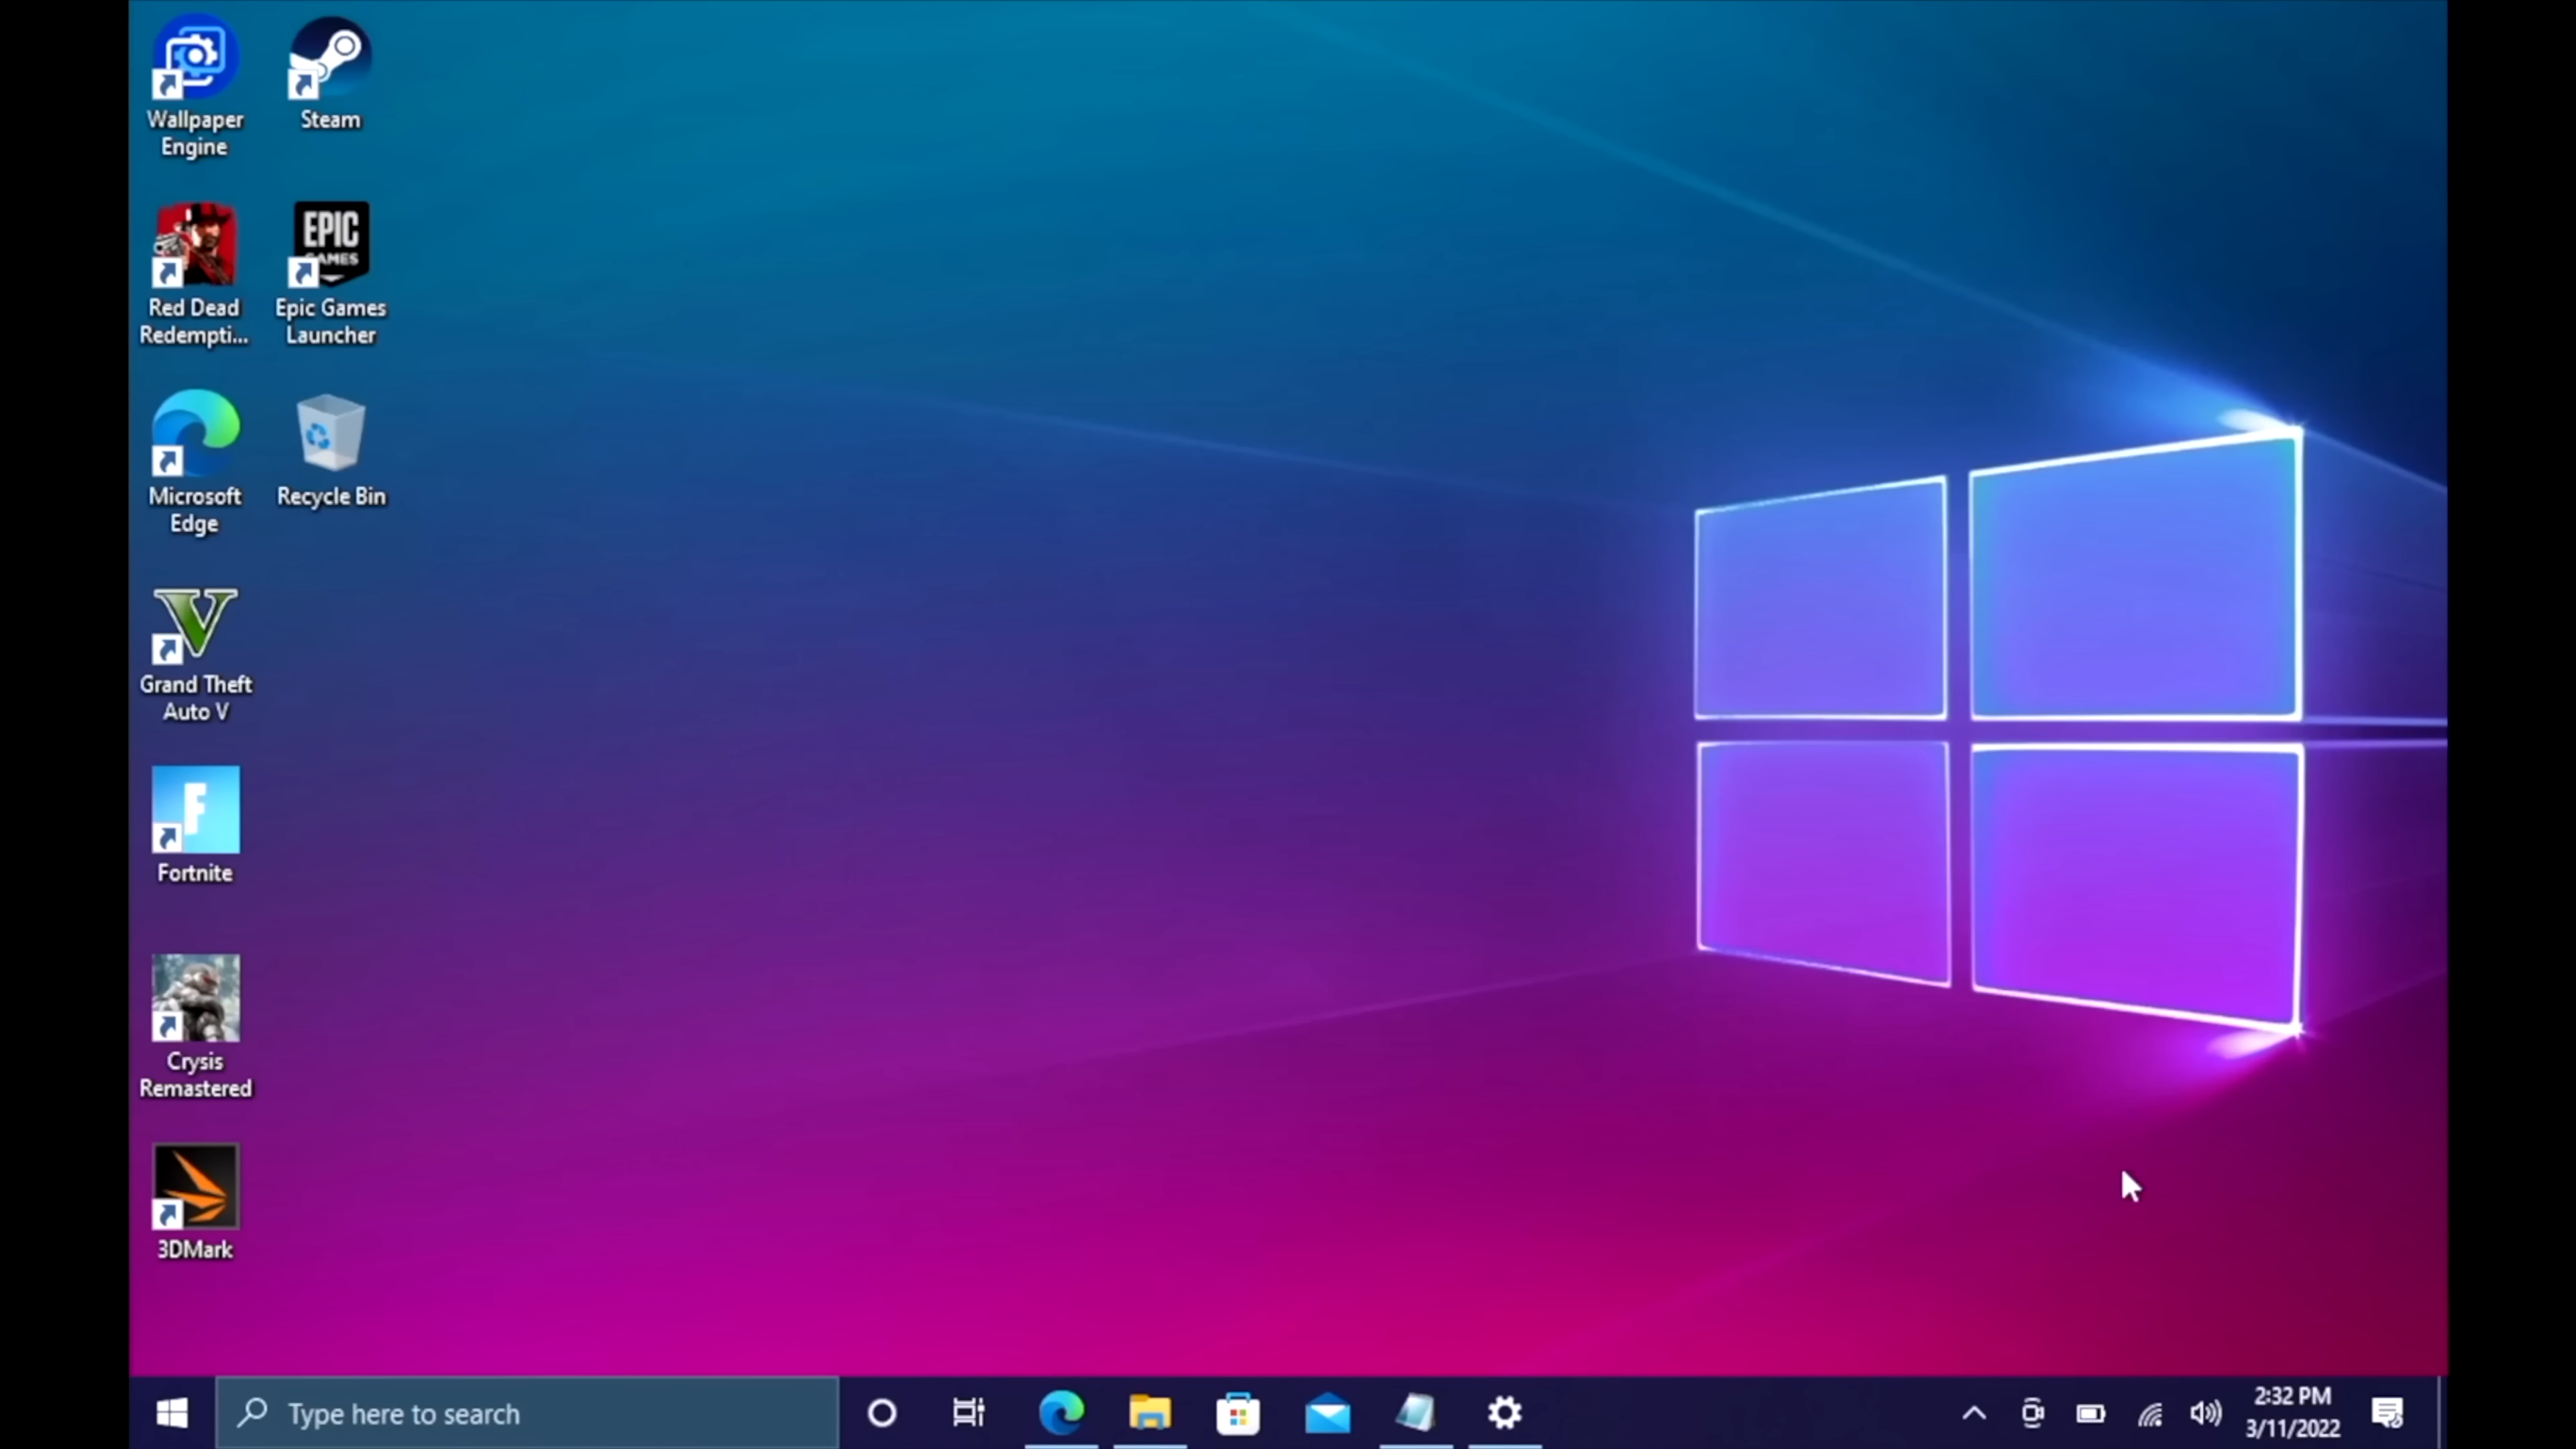 Wallpaper
Engine
Steam
Red Dead
Redempti...
EPIC
GAMES
Epic Games
Launcher
Microsoft
Edge
Recycle Bin
V
Grand Theft
Auto V
F
Fortnite
Crysis
Remastered
3DMark
Type here to search
2:32 PM
3/11/2022